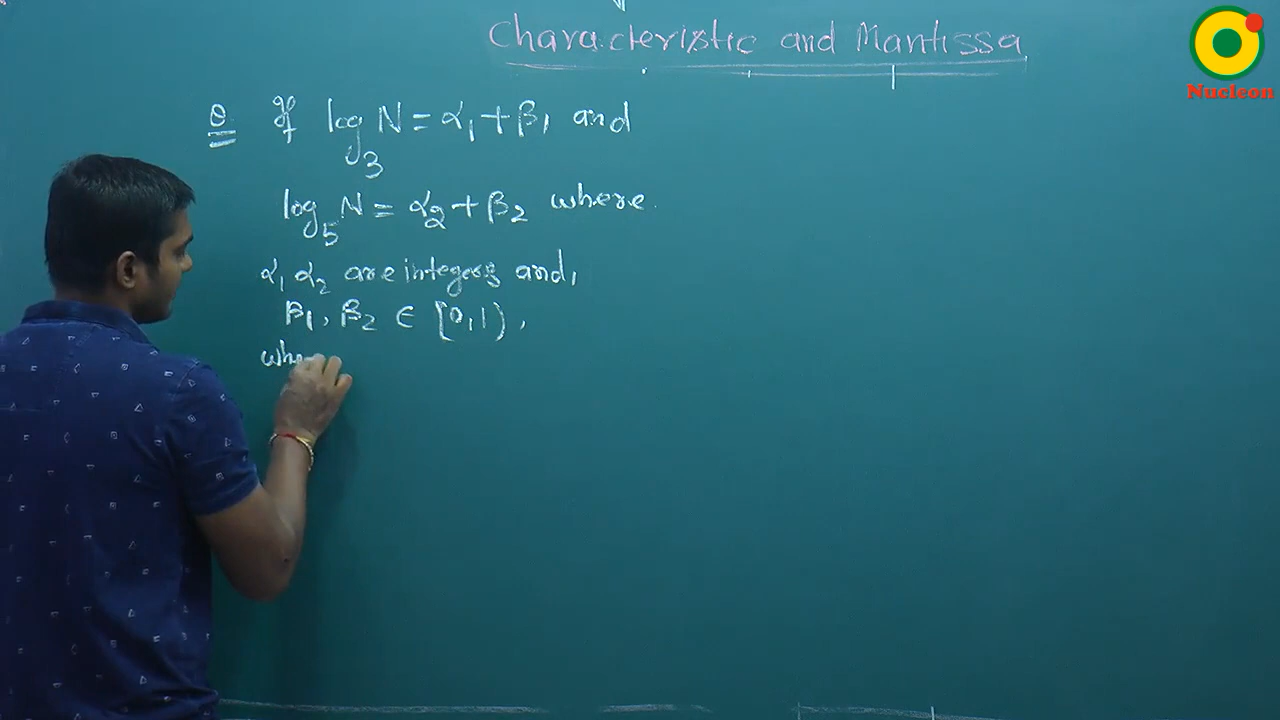 Characteristic and Mantissa
Nucleon
Q If log₃ N = α₁ + β₁ and
log₅ N = α₂ + β₂ where
α₁ α₂ are integers and,
β₁, β₂ ∈ [0,1),